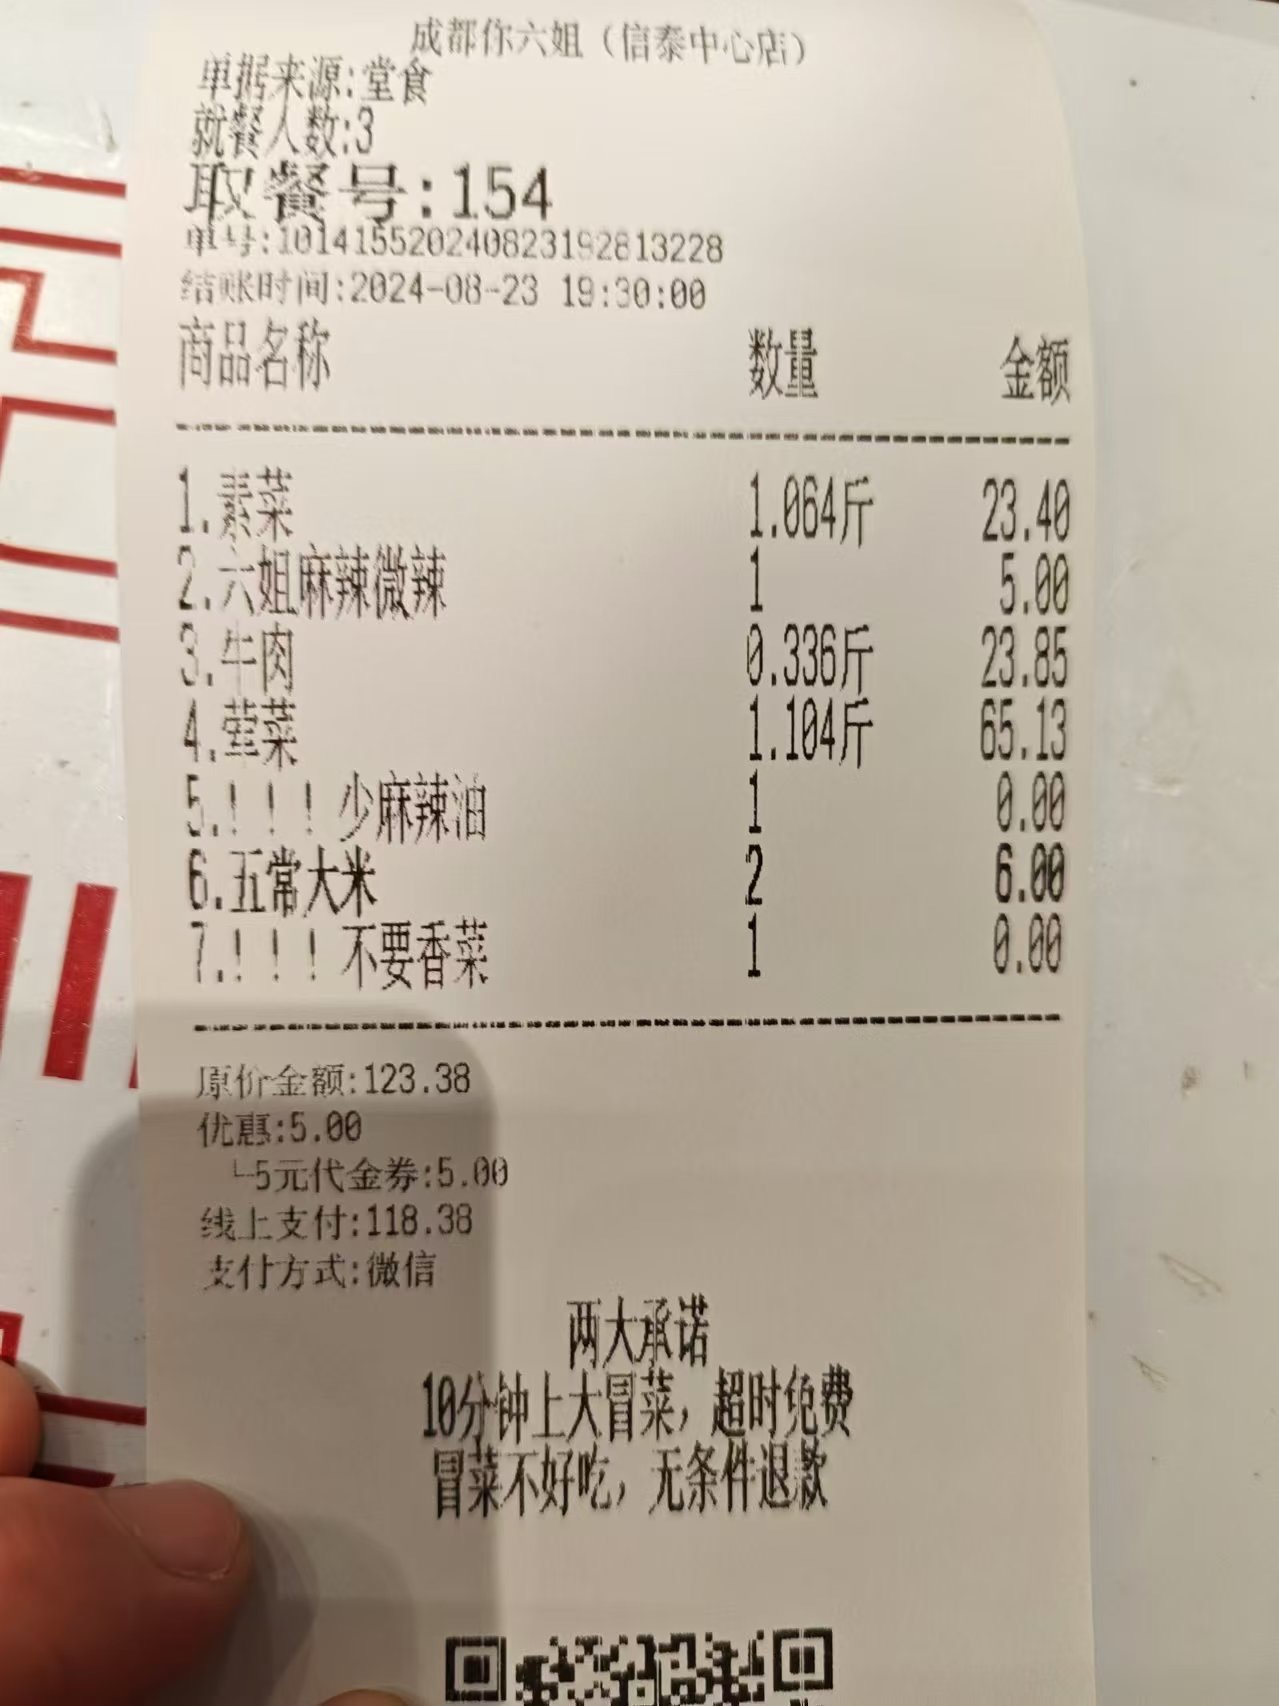 成都你六姐（信泰中心店）
单据来源:堂食
就餐人数:3
取餐号:154
单号:101415520240823192813228
结账时间:2024-08-23 19:30:00
商品名称 数量 金额
1.素菜 1.064斤 23.40
2.六姐麻辣微辣 1 5.00
3.牛肉 0.336斤 23.85
4.荤菜 1.104斤 65.13
5.！！！少麻辣油 1 0.00
6.五常大米 2 6.00
7.！！！不要香菜 1 0.00
原价金额:123.38
优惠:5.00
└5元代金券:5.00
线上支付:118.38
支付方式:微信
两大承诺
10分钟上大冒菜，超时免费
冒菜不好吃，无条件退款